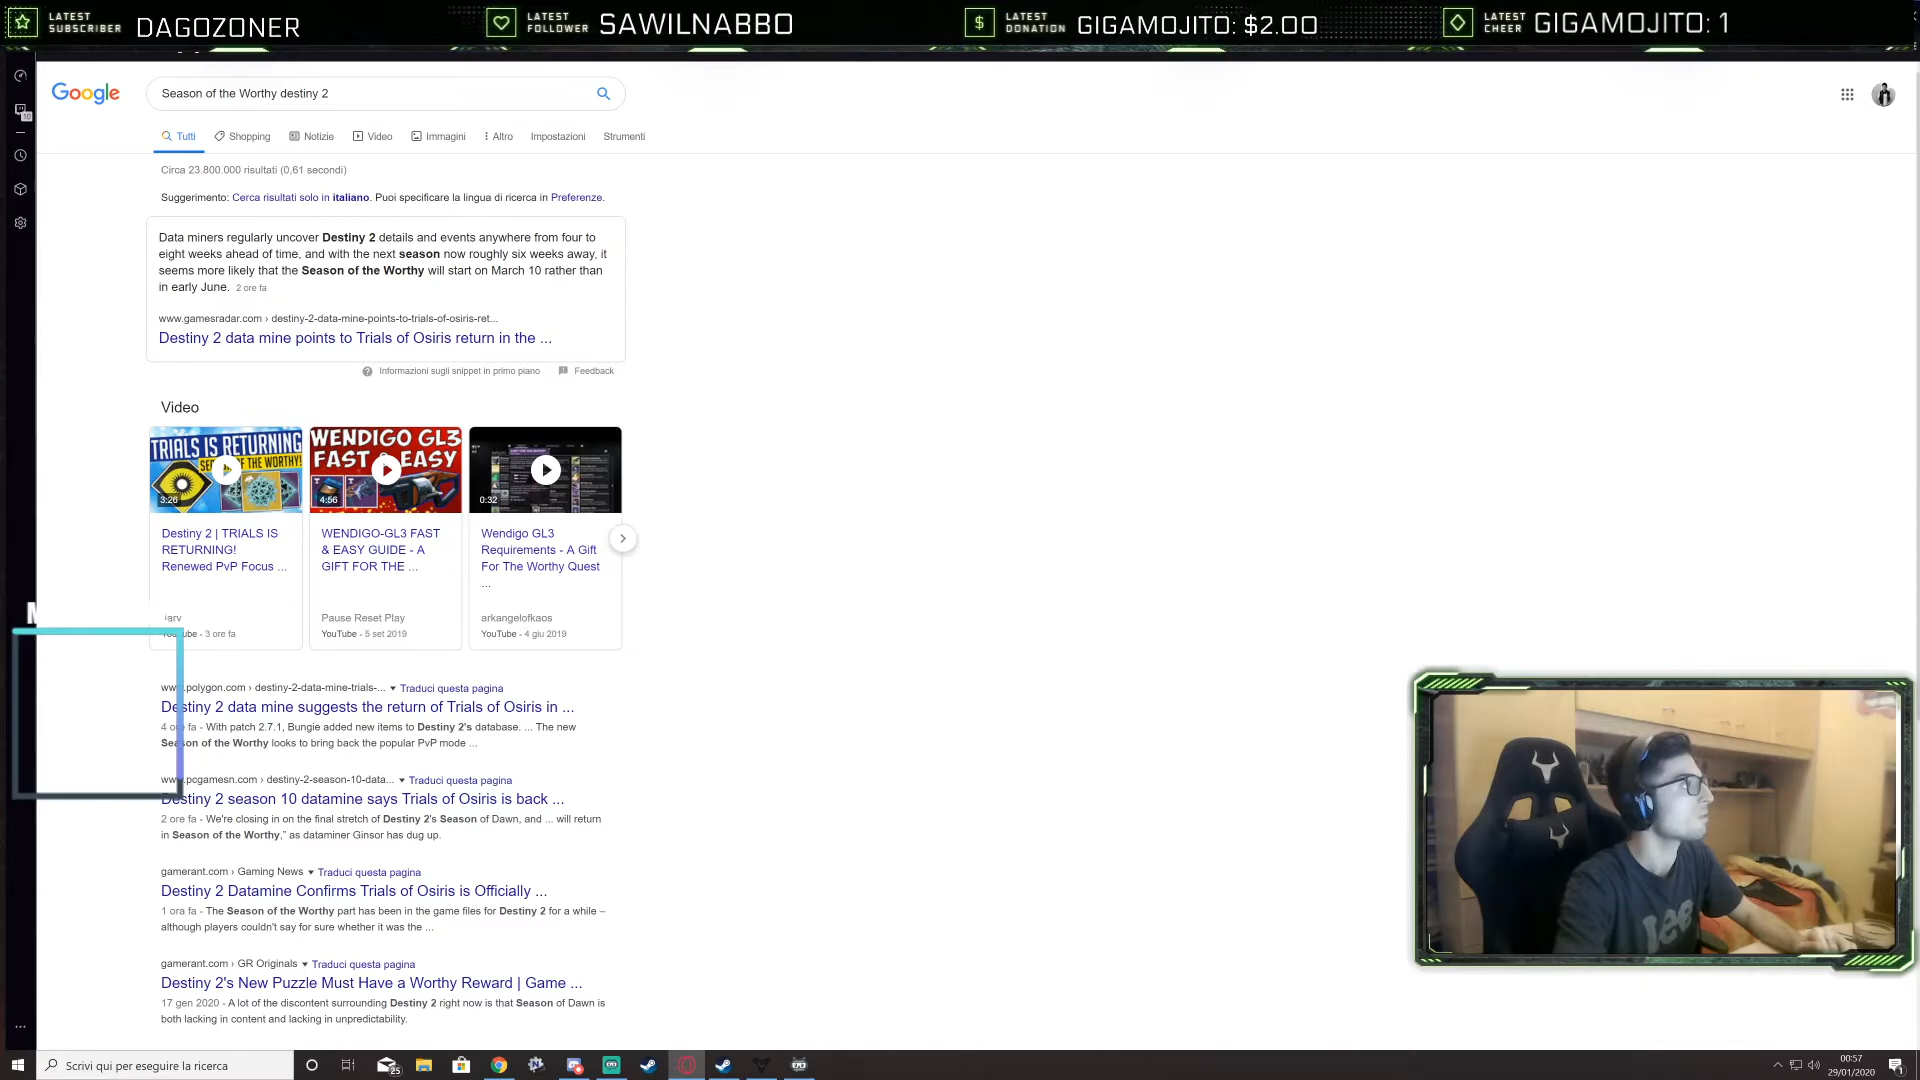 LATEST SUBSCRIBER DAGOZONER
LATEST FOLLOWER SAWILNABBO
LATEST DONATION GIGAMOJITO: $2.00
LATEST CHEER GIGAMOJITO: 1
Google
Season of the Worthy destiny 2
Tutti Shopping Notizie Video Immagini Altro Impostazioni Strumenti
Circa 23.800.000 risultati (0,61 secondi)
Suggerimento: Cerca risultati solo in italiano. Puoi specificare la lingua di ricerca in Preferenze.
Data miners regularly uncover Destiny 2 details and events anywhere from four to
eight weeks ahead of time, and with the next season now roughly six weeks away, it
seems more likely that the Season of the Worthy will start on March 10 rather than
in early June. 2 ore fa
www.gamesradar.com › destiny-2-data-mine-points-to-trials-of-osiris-ret...
Destiny 2 data mine points to Trials of Osiris return in the ...
Informazioni sugli snippet in primo piano Feedback
Video
TRIALS IS RETURNING
3:26
WENDIGO GL3
FAST EASY
4:56
0:32
Destiny 2 | TRIALS IS
RETURNING!
Renewed PvP Focus ...
YouTube - 3 ore fa
WENDIGO-GL3 FAST
& EASY GUIDE - A
GIFT FOR THE ...
Pause Reset Play
YouTube - 5 set 2019
Wendigo GL3
Requirements - A Gift
For The Worthy Quest
...
arkangelofkaos
YouTube - 4 giu 2019
www.polygon.com › destiny-2-data-mine-trials-... Traduci questa pagina
Destiny 2 data mine suggests the return of Trials of Osiris in ...
4 ore fa - With patch 2.7.1, Bungie added new items to Destiny 2's database. ... The new
Season of the Worthy looks to bring back the popular PvP mode ...
www.pcgamesn.com › destiny-2-season-10-data... Traduci questa pagina
Destiny 2 season 10 datamine says Trials of Osiris is back ...
2 ore fa - We're closing in on the final stretch of Destiny 2's Season of Dawn, and ... will return
in Season of the Worthy,” as dataminer Ginsor has dug up.
gamerant.com › Gaming News Traduci questa pagina
Destiny 2 Datamine Confirms Trials of Osiris is Officially ...
1 ora fa - The Season of the Worthy part has been in the game files for Destiny 2 for a while –
although players couldn't say for sure whether it was the ...
gamerant.com › GR Originals Traduci questa pagina
Destiny 2's New Puzzle Must Have a Worthy Reward | Game ...
17 gen 2020 - A lot of the discontent surrounding Destiny 2 right now is that Season of Dawn is
both lacking in content and lacking in unpredictability.
Lee
Scrivi qui per eseguire la ricerca
25
00:57
29/01/2020